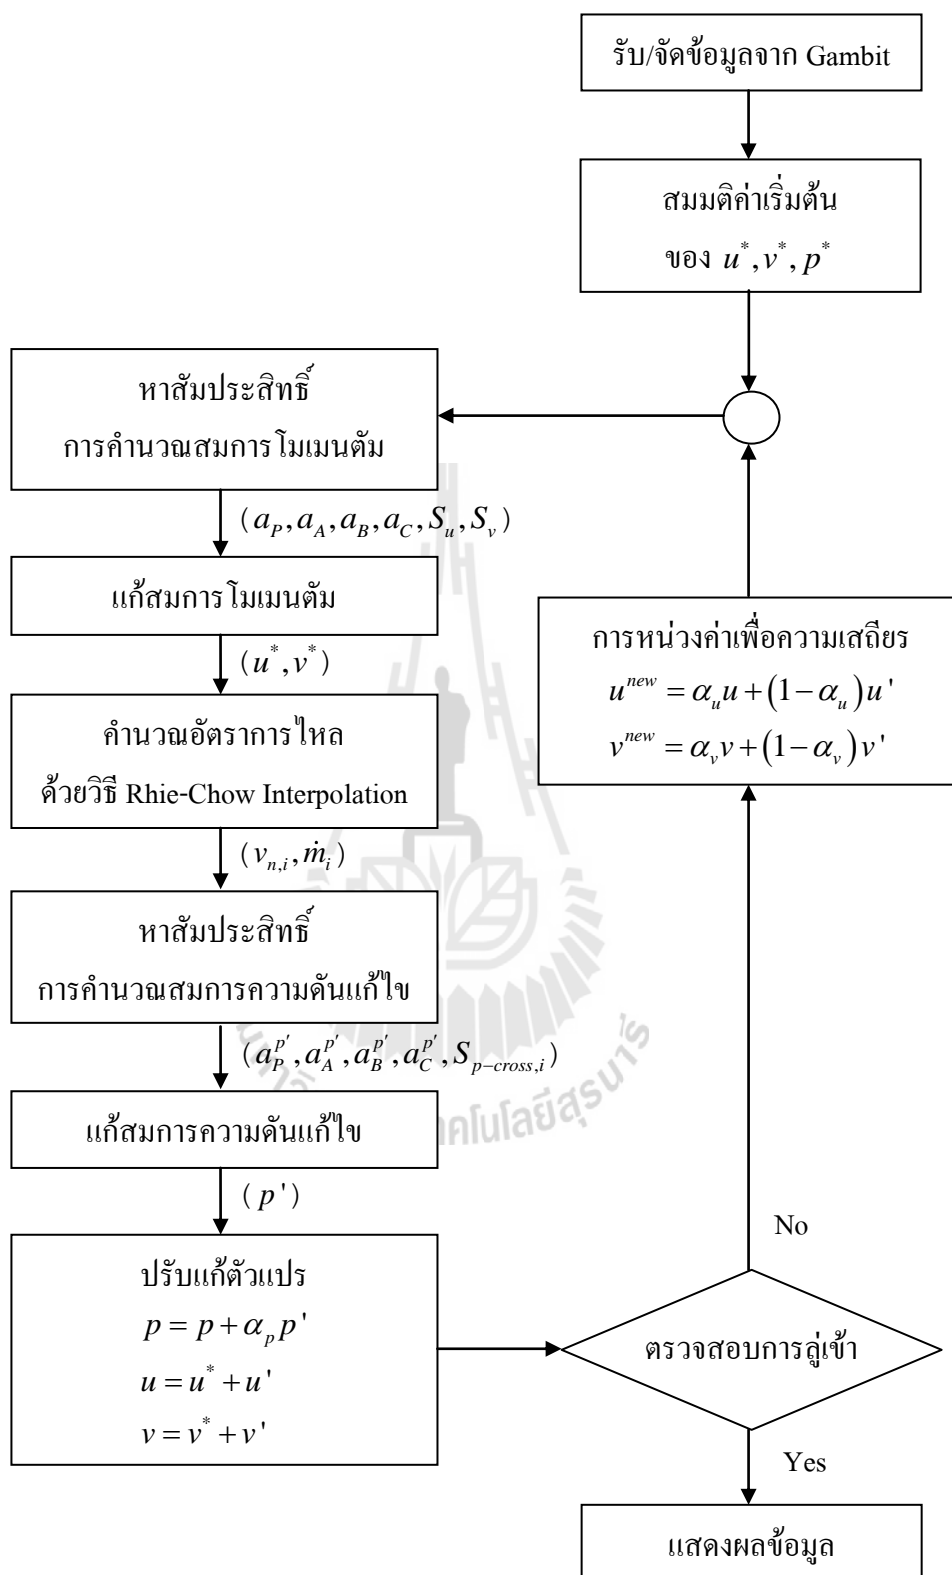 รับ/จัดข้อมูลจาก Gambit
สมมติค่าเริ่มต้น
ของ u*, v*, p*
หาสัมประสิทธิ์
การคำนวณสมการโมเมนตัม
(a_P, a_A, a_B, a_C, S_u, S_v)
แก้สมการโมเมนตัม
(u*, v*)
คำนวณอัตราการไหล
ด้วยวิธี Rhie-Chow Interpolation
(v_{n,i}, ṁ_i)
หาสัมประสิทธิ์
การคำนวณสมการความดันแก้ไข
(a_P^{p'}, a_A^{p'}, a_B^{p'}, a_C^{p'}, S_{p-cross,i})
แก้สมการความดันแก้ไข
(p')
ปรับแก้ตัวแปร
p = p + α_p p'
u = u* + u'
v = v* + v'
ตรวจสอบการลู่เข้า
No
การหน่วงค่าเพื่อความเสถียร
u^{new} = α_u u + (1 − α_u) u'
v^{new} = α_v v + (1 − α_v) v'
Yes
แสดงผลข้อมูล